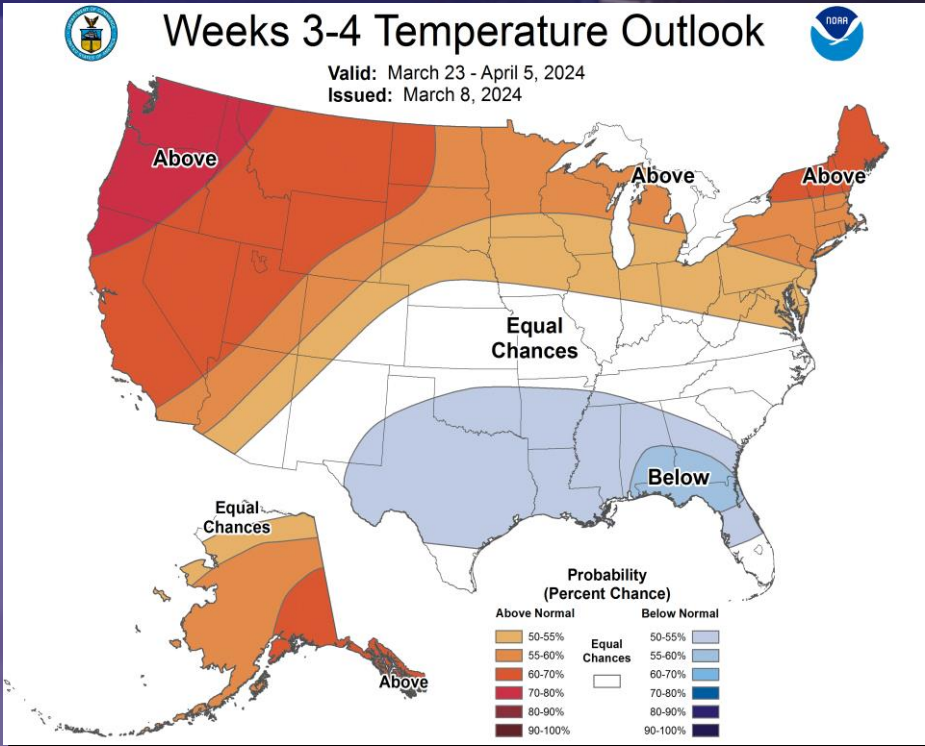 Weeks 3-4 Temperature Outlook
NOAA
Valid: March 23 - April 5, 2024
Issued: March 8, 2024
Above
Above
Above
Equal
Chances
Below
Equal
Chances
Above
Probability
(Percent Chance)
Above Normal
50-55%
55-60%
60-70%
70-80%
80-90%
90-100%
Equal
Chances
Below Normal
50-55%
55-60%
60-70%
70-80%
80-90%
90-100%